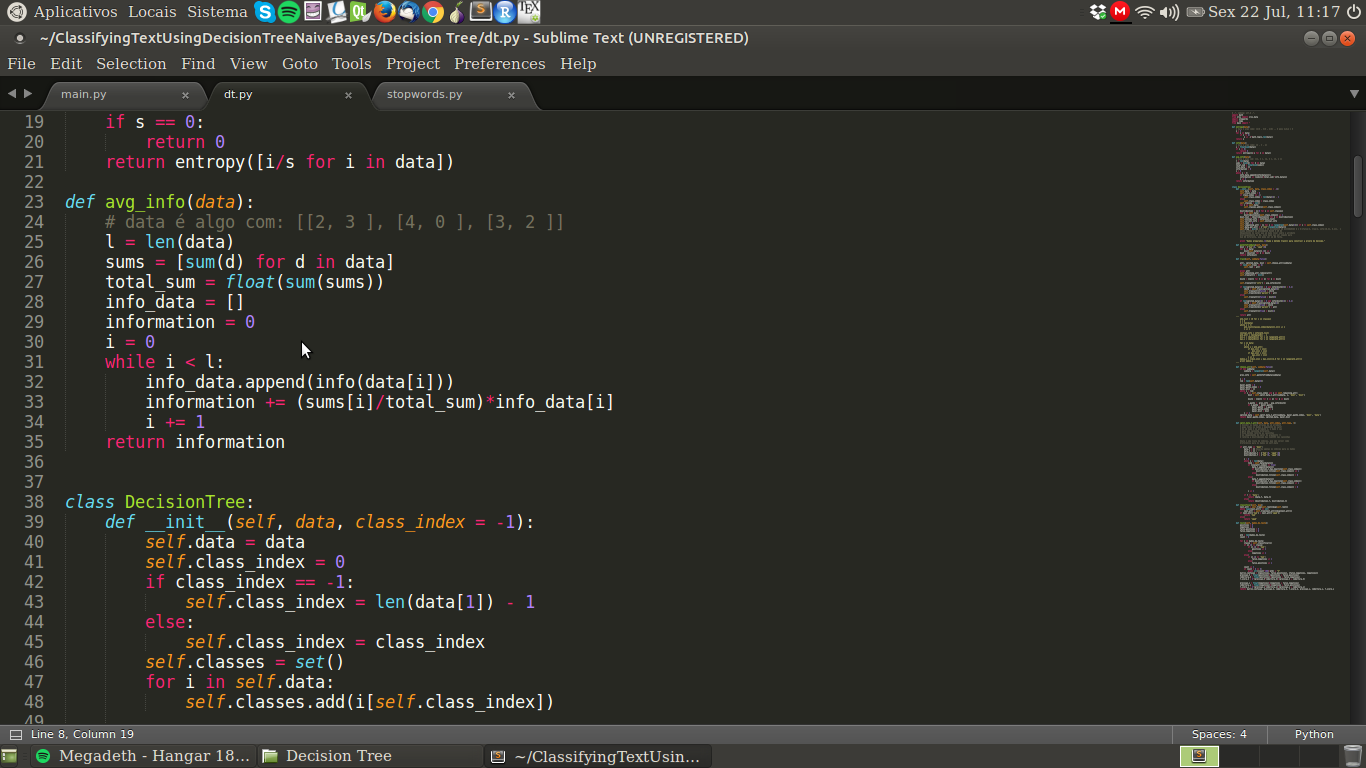 Aplicativos Locais Sistema Sex 22 Jul, 11:17
~/ClassifyingTextUsingDecisionTreeNaiveBayes/Decision Tree/dt.py - Sublime Text (UNREGISTERED)
File Edit Selection Find View Goto Tools Project Preferences Help
main.py × dt.py × stopwords.py ×
19 if s == 0:
20 return 0
21 return entropy([i/s for i in data])
22
23 def avg_info(data):
24 # data é algo com: [[2, 3 ], [4, 0 ], [3, 2 ]]
25 l = len(data)
26 sums = [sum(d) for d in data]
27 total_sum = float(sum(sums))
28 info_data = []
29 information = 0
30 i = 0
31 while i < l:
32 info_data.append(info(data[i]))
33 information += (sums[i]/total_sum)*info_data[i]
34 i += 1
35 return information
36
37
38 class DecisionTree:
39 def __init__(self, data, class_index = -1):
40 self.data = data
41 self.class_index = 0
42 if class_index == -1:
43 self.class_index = len(data[1]) - 1
44 else:
45 self.class_index = class_index
46 self.classes = set()
47 for i in self.data:
48 self.classes.add(i[self.class_index])
49
Line 8, Column 19 Spaces: 4 Python
Megadeth - Hangar 18... Decision Tree ~/ClassifyingTextUsin...